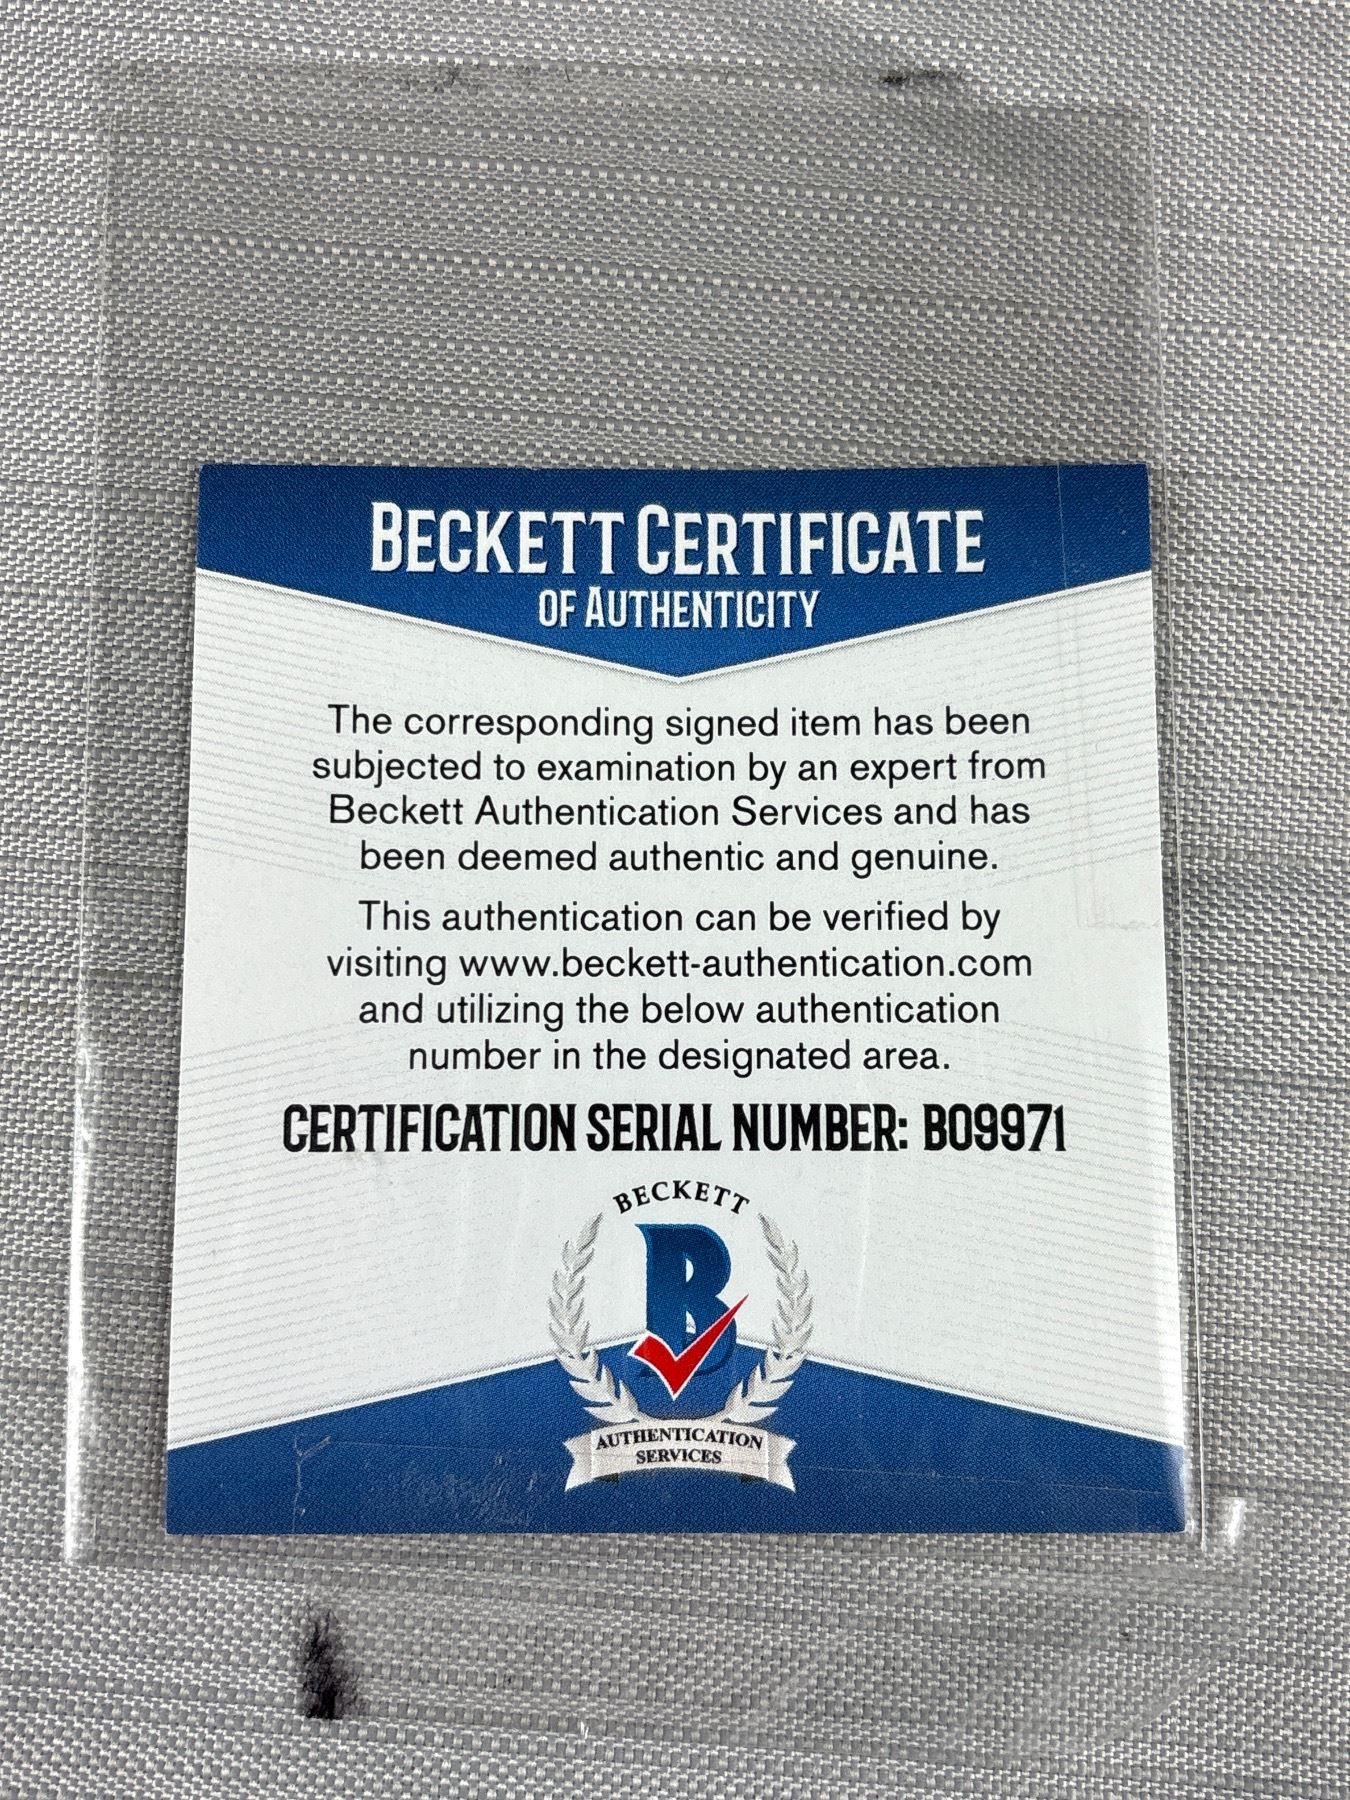 BECKETT CERTIFICATE
OF AUTHENTICITY
The corresponding signed item has been
subjected to examination by an expert from
Beckett Authentication Services and has
been deemed authentic and genuine.
This authentication can be verified by
visiting www.beckett-authentication.com
and utilizing the below authentication
number in the designated area.
CERTIFICATION SERIAL NUMBER: B09971
BECKETT
B
AUTHENTICATION
SERVICES